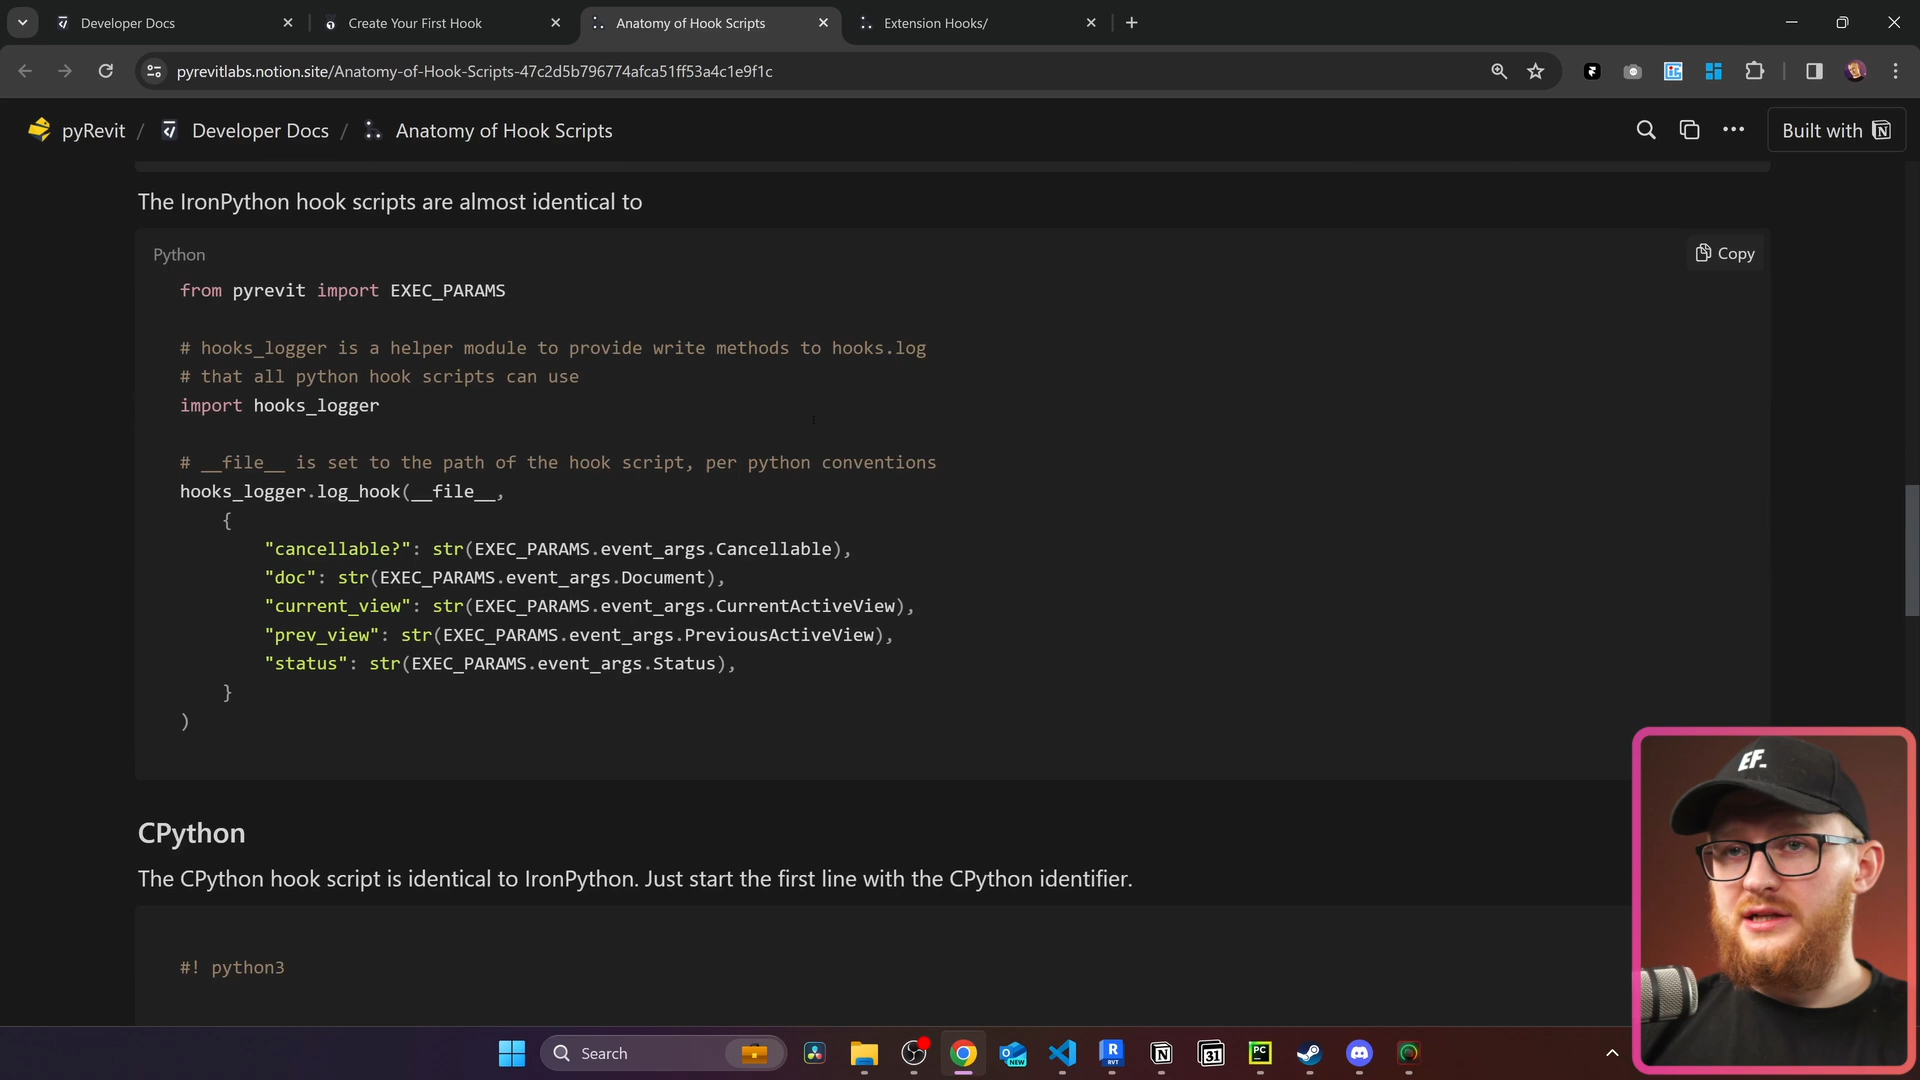 Developer Docs
Create Your First Hook
Anatomy of Hook Scripts
Extension Hooks/
pyrevitlabs.notion.site/Anatomy-of-Hook-Scripts-47c2d5b796774afca51ff53a4c1e9f1c
pyRevit / Developer Docs / Anatomy of Hook Scripts
Built with
The IronPython hook scripts are almost identical to
Python
Copy
from pyrevit import EXEC_PARAMS
# hooks_logger is a helper module to provide write methods to hooks.log
# that all python hook scripts can use
import hooks_logger
# __file__ is set to the path of the hook script, per python conventions
hooks_logger.log_hook(__file__,
{
"cancellable?": str(EXEC_PARAMS.event_args.Cancellable),
"doc": str(EXEC_PARAMS.event_args.Document),
"current_view": str(EXEC_PARAMS.event_args.CurrentActiveView),
"prev_view": str(EXEC_PARAMS.event_args.PreviousActiveView),
"status": str(EXEC_PARAMS.event_args.Status),
}
)
CPython
The CPython hook script is identical to IronPython. Just start the first line with the CPython identifier.
#! python3
EF.
Search
NEW
R
RVT
N
31
PC